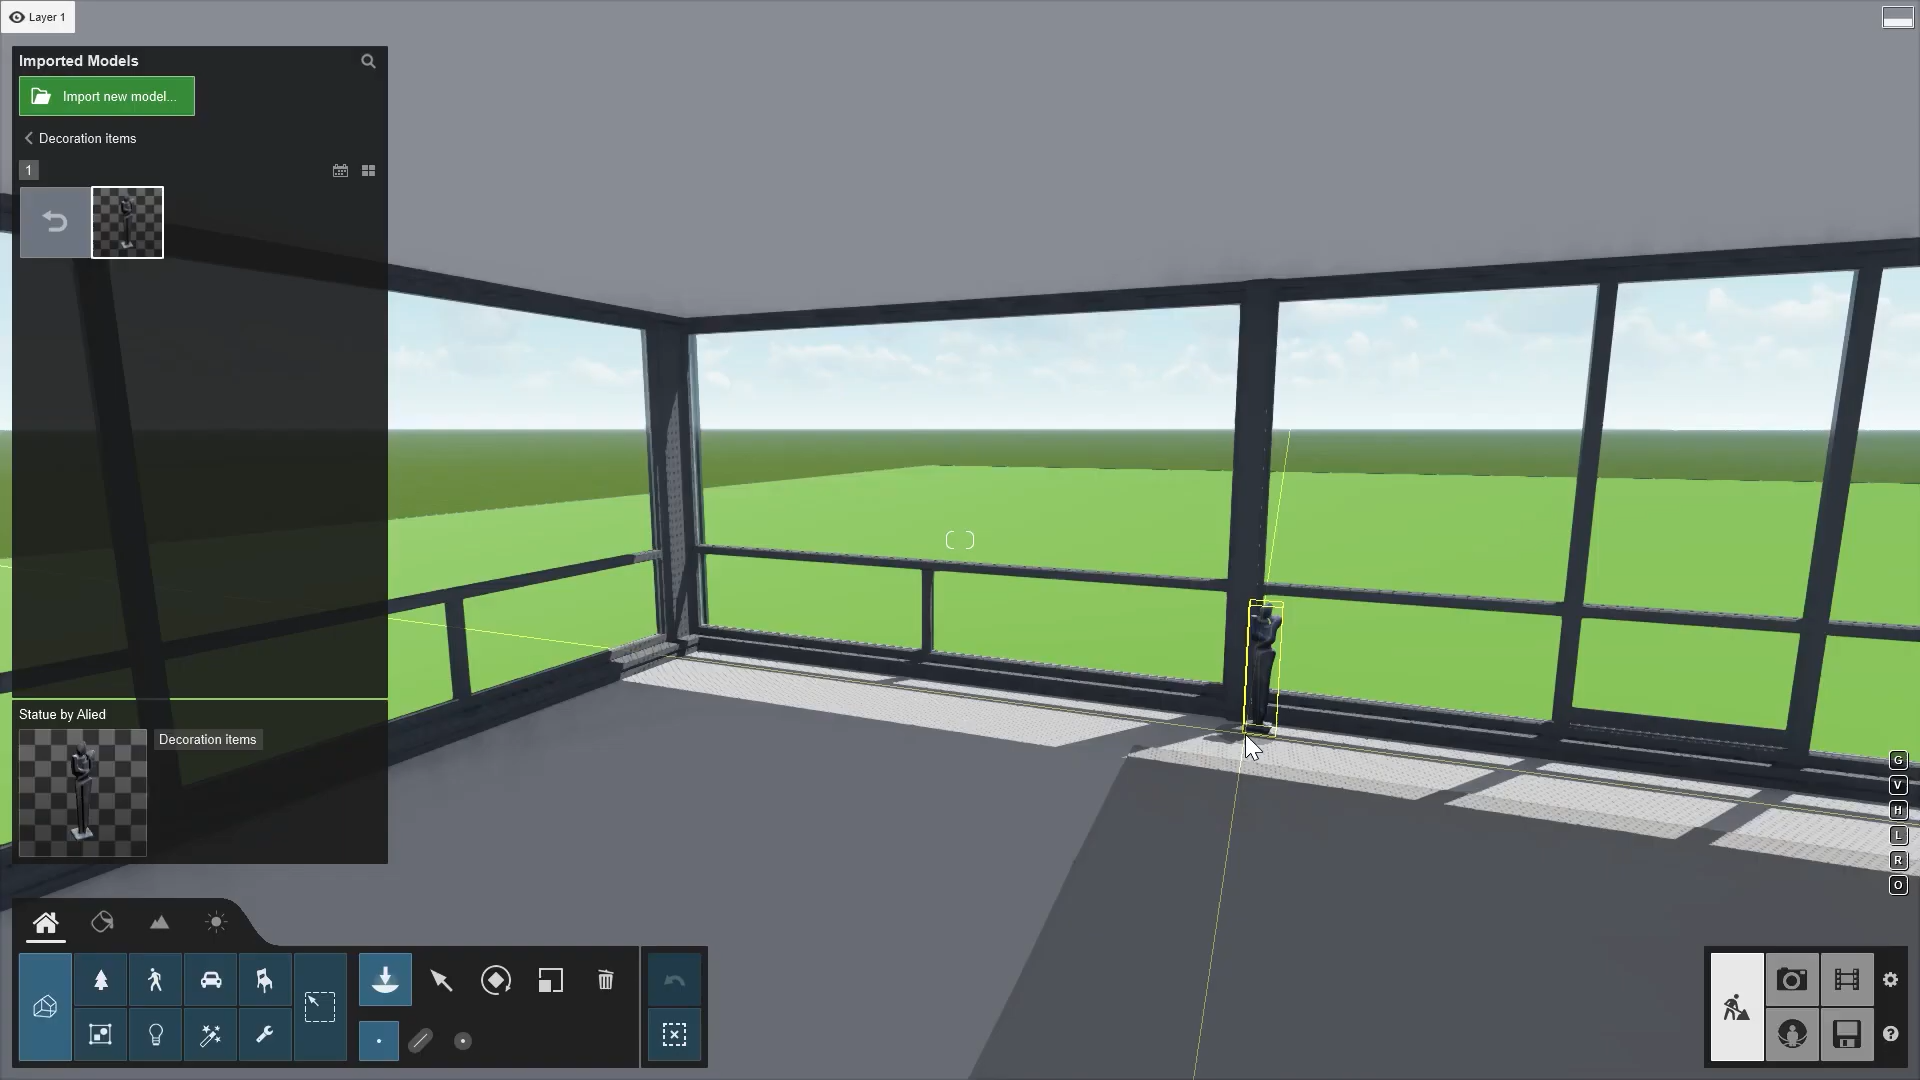 Layer 1
Imported Models
Import new model...
Decoration items
1
Statue by Alied
Decoration items
G
V
H
L
R
O
?